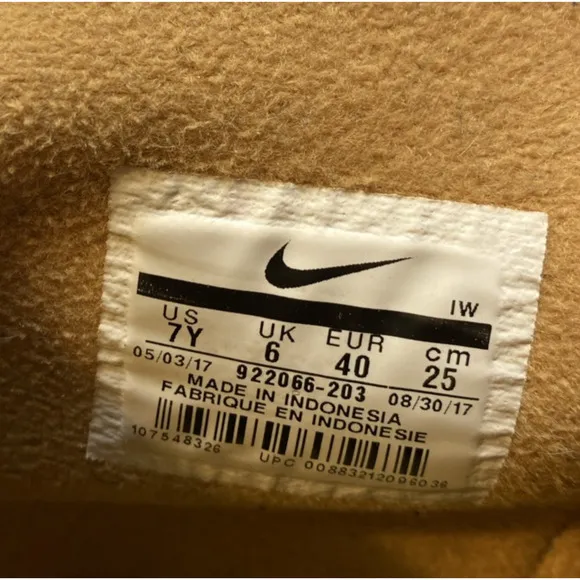 IW
US UK EUR cm
7Y 6 40 25
05/03/17 922066-203 08/30/17
MADE IN INDONESIA
FABRIQUE EN INDONESIE
107548326
UPC 00883212096036